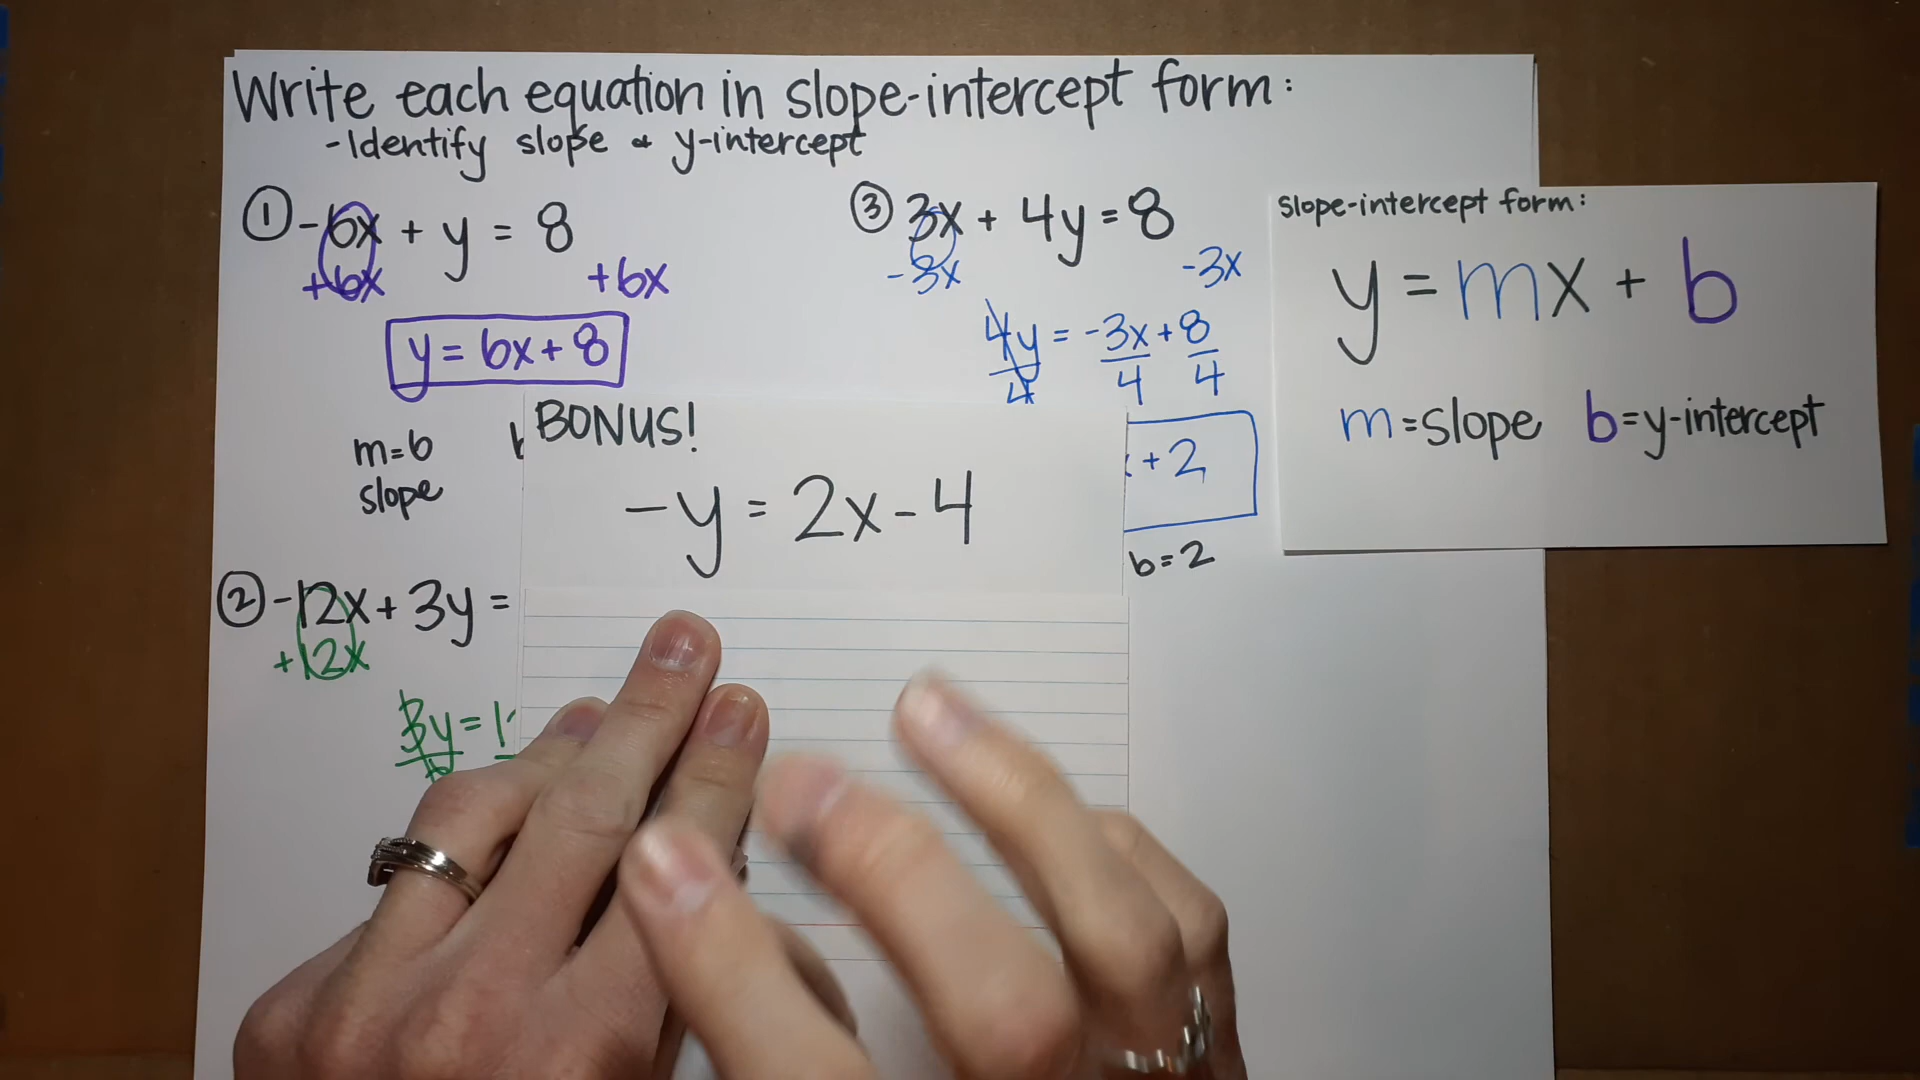 Write each equation in slope-intercept form:
-Identify slope & y-intercept
① -6x + y = 8
+6x +6x
y = 6x + 8
m=6
slope
② -12x + 3y =
+12x
3y = 1
③ 3x + 4y = 8
-3x -3x
4y = -3x + 8
4 4 4
+ 2
b = 2
BONUS!
-y = 2x - 4
slope-intercept form:
y = mx + b
m = slope b = y-intercept